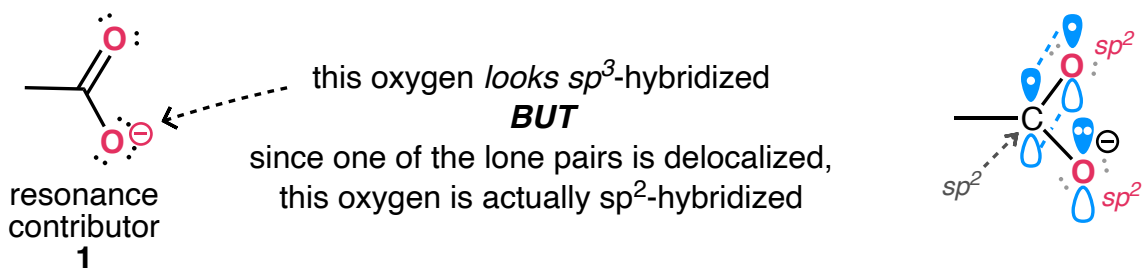 O
O
resonance
contributor
1
this oxygen looks sp3-hybridized
BUT
since one of the lone pairs is delocalized,
this oxygen is actually sp2-hybridized
sp2
O
C
O
sp2
sp2